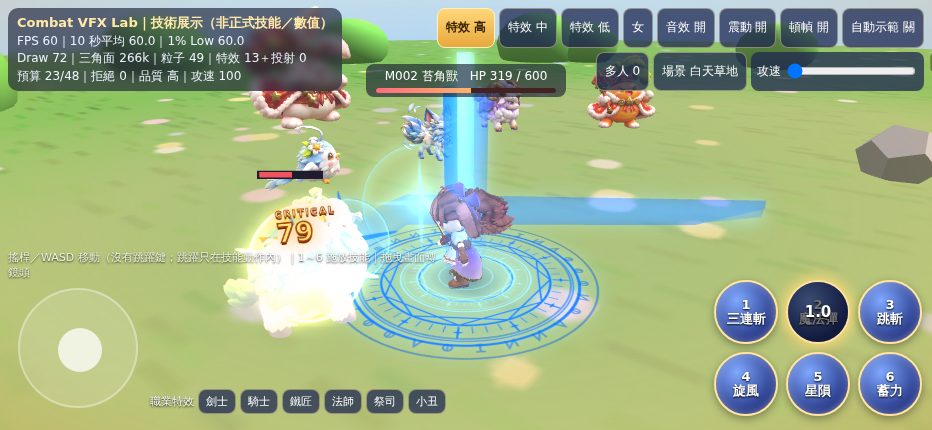 Combat VFX Lab｜技術展示（非正式技能／數值）
FPS 60｜10 秒平均 60.0｜1% Low 60.0
Draw 72｜三角面 266k｜粒子 49｜特效 13＋投射 0
預算 23/48｜拒絕 0｜品質 高｜攻速 100
特效 高
特效 中
特效 低
女
音效 開
震動 開
頓幀 開
自動示範 關
M002 苔角獸 HP 319 / 600
多人 0
場景 白天草地
攻速
CRITICAL
79
搖桿／WASD 移動（沒有跳躍鍵；跳躍只在技能動作內）｜1～6 施放技能｜拖曳畫面轉
鏡頭
1
三連斬
2
魔法彈
1.0
3
跳斬
4
旋風
5
星隕
6
蓄力
職業特效
劍士
騎士
鐵匠
法師
祭司
小丑